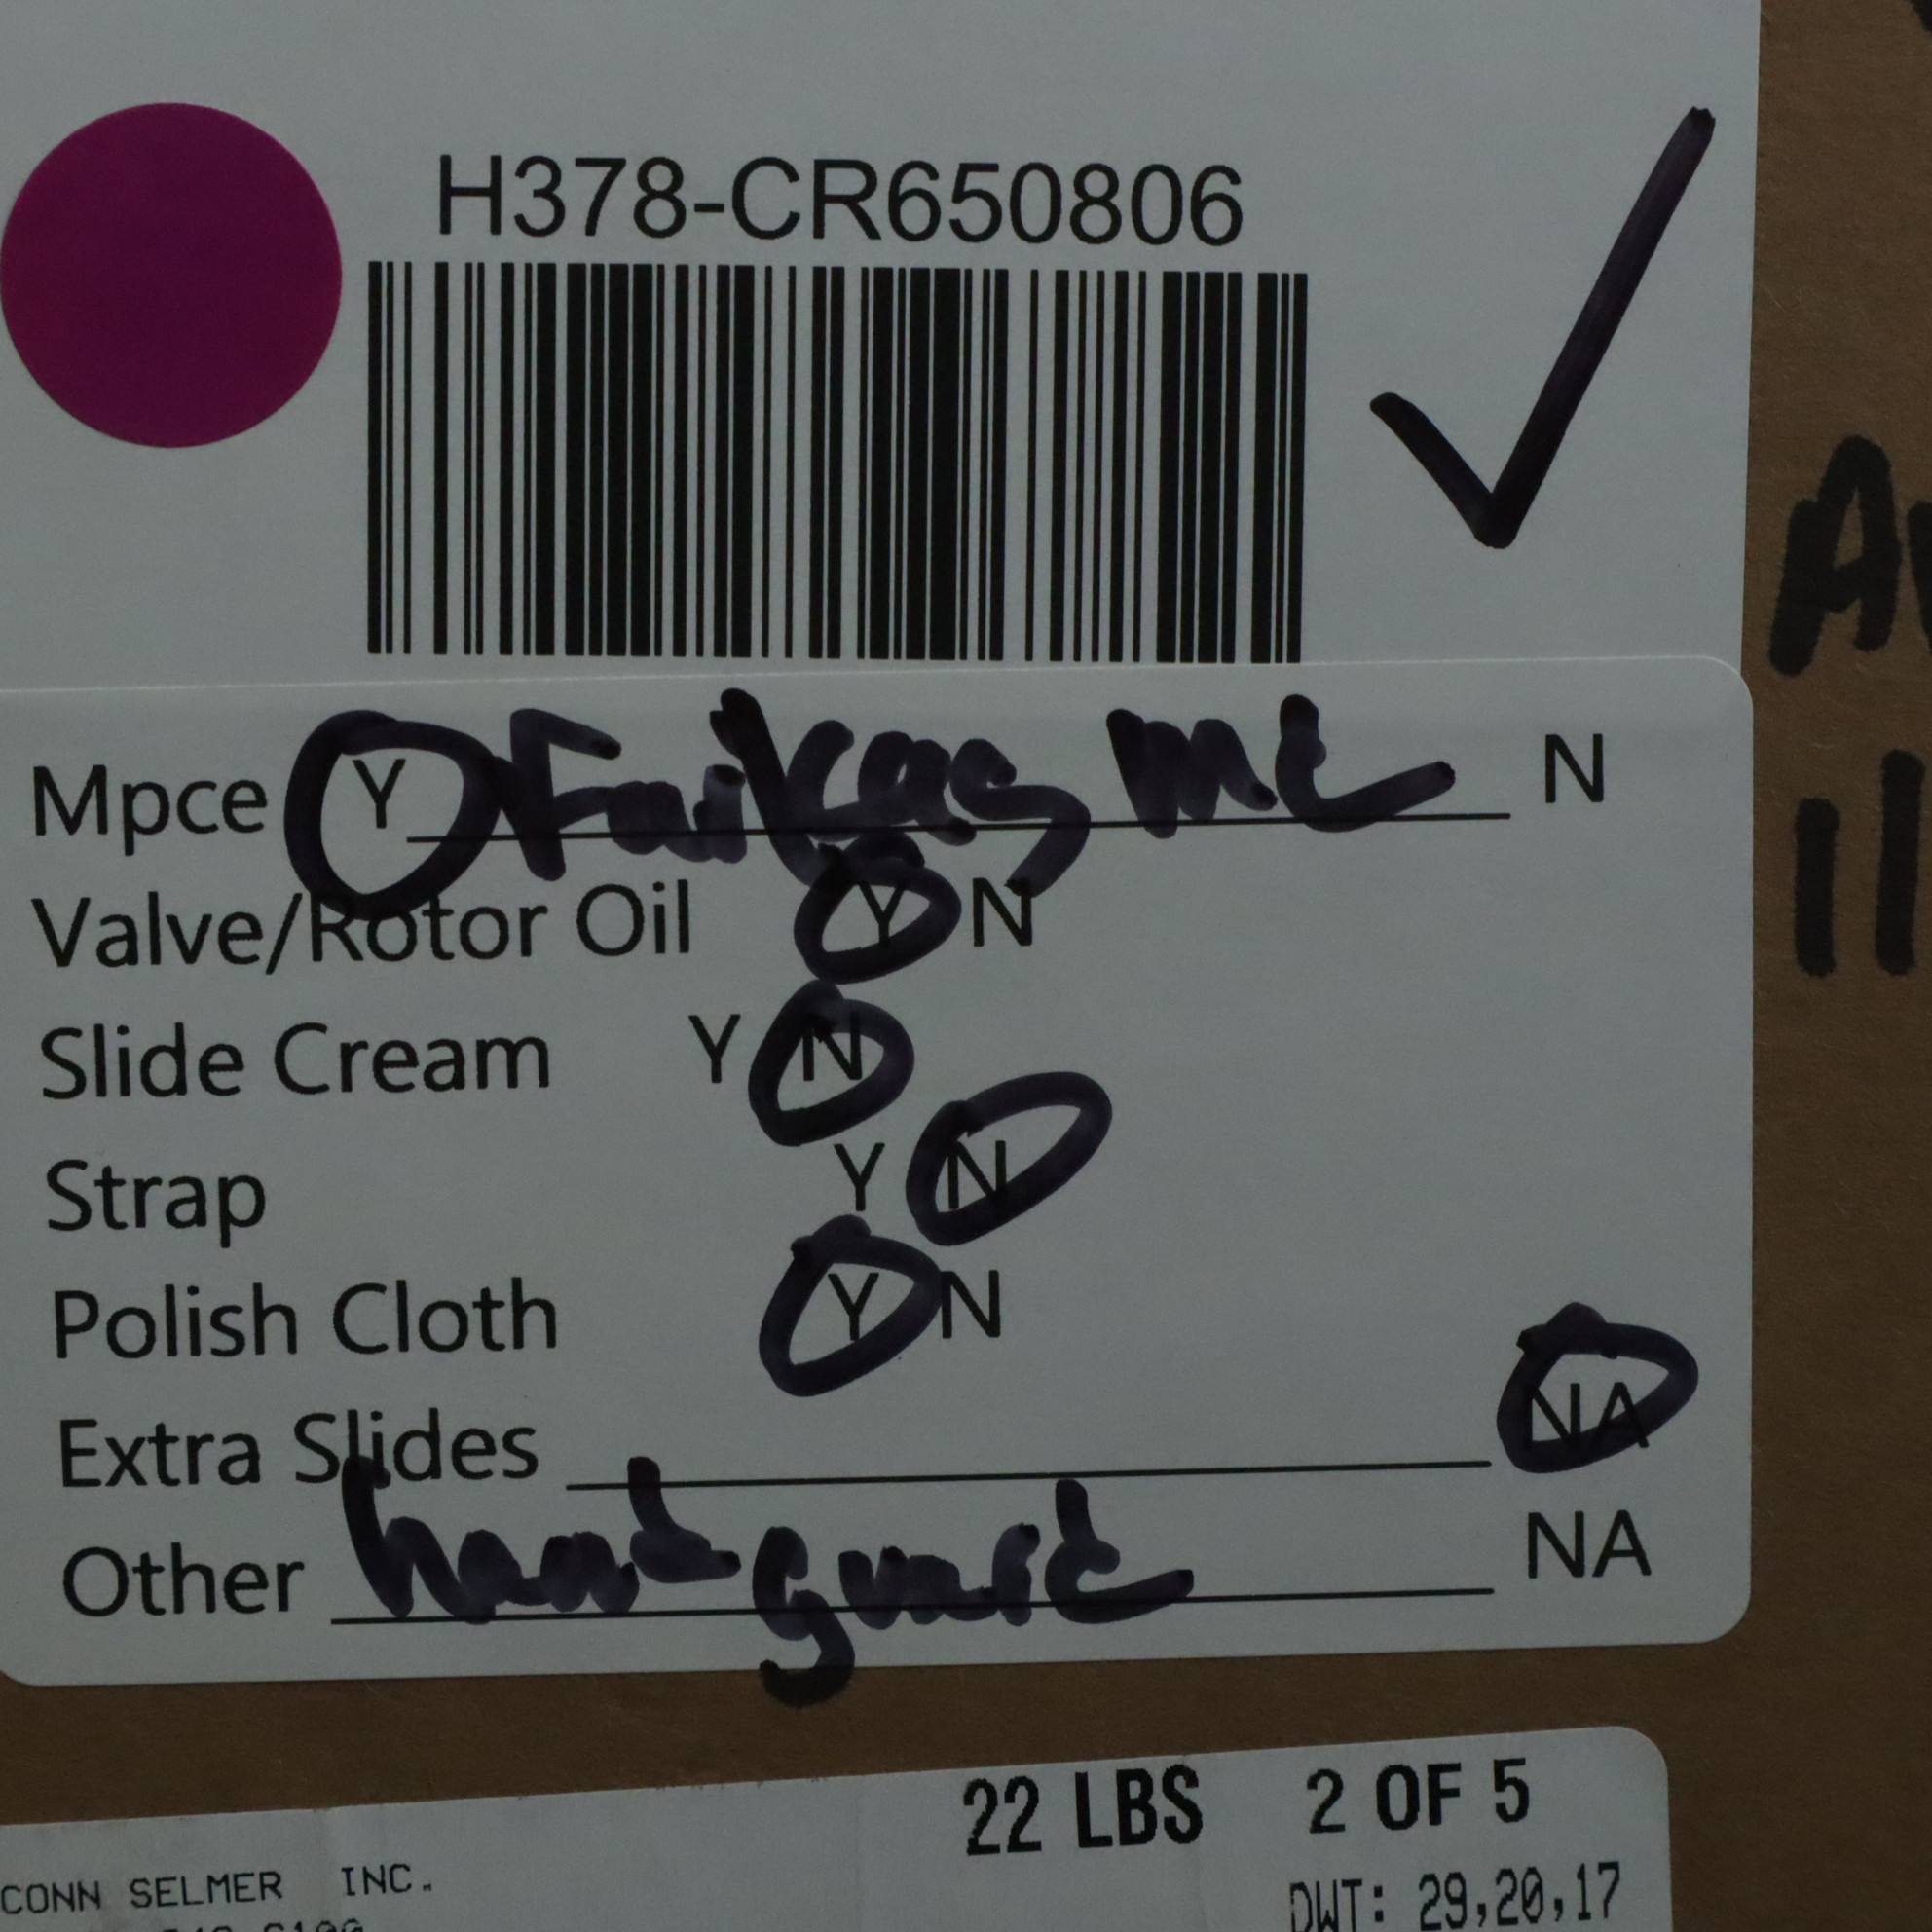 H378-CR650806
Mpce Y Farkas MC N
Valve/Rotor Oil Y N
Slide Cream Y N
Strap Y N
Polish Cloth Y N
Extra Slides NA
Other hand guard NA
22 LBS 2 OF 5
CONN SELMER INC.
DWT: 29,20,17